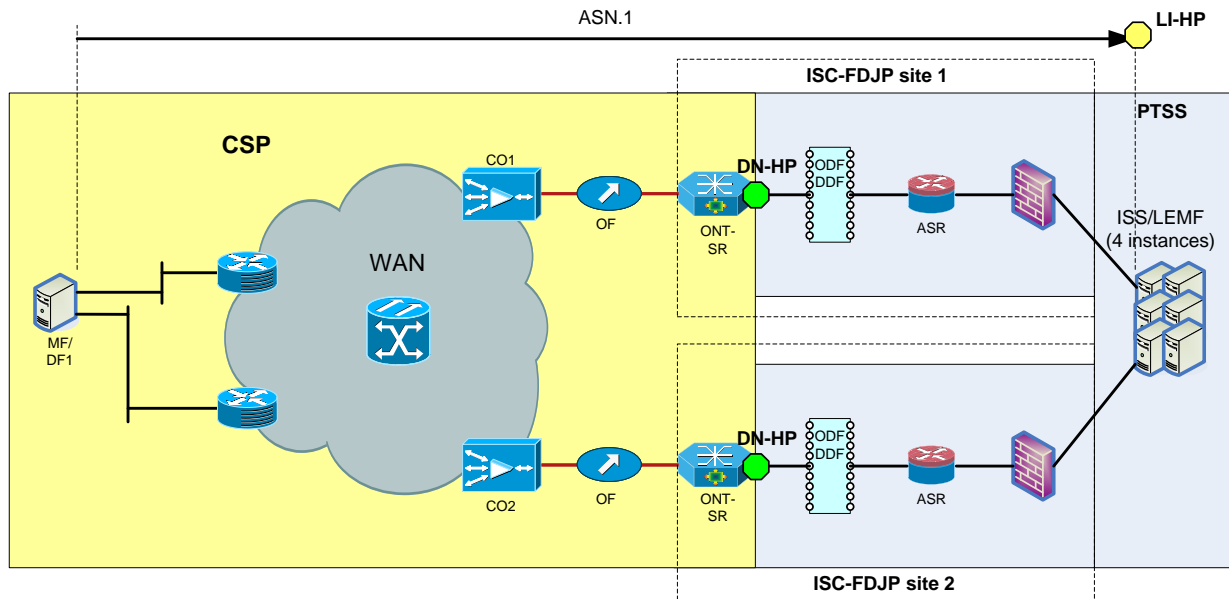 ASN.1
LI-HP
ISC-FDJP site 1
CSP
PTSS
CO1
OF
ONT-
SR
DN-HP
ODF
DDF
ASR
ISS/LEMF
(4 instances)
WAN
MF/
DF1
CO2
OF
ONT-
SR
DN-HP
ODF
DDF
ASR
ISC-FDJP site 2